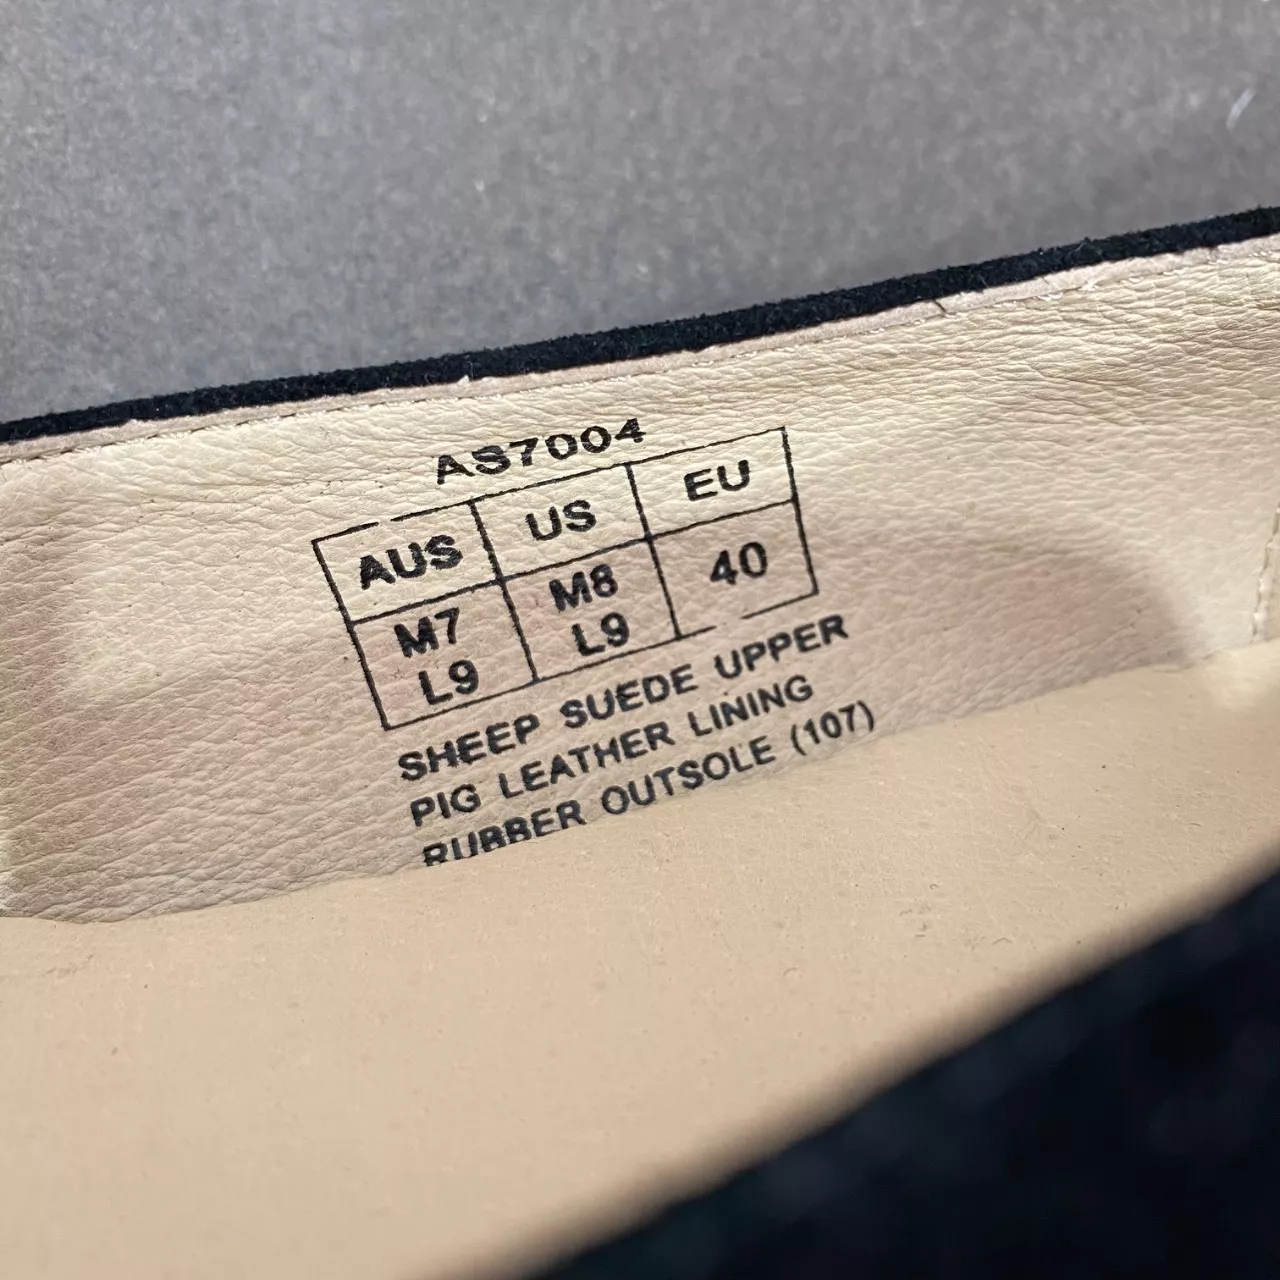 AS7004
AUS US EU
M7 M8 40
L9 L9
SHEEP SUEDE UPPER
PIG LEATHER LINING
RUBBER OUTSOLE (107)